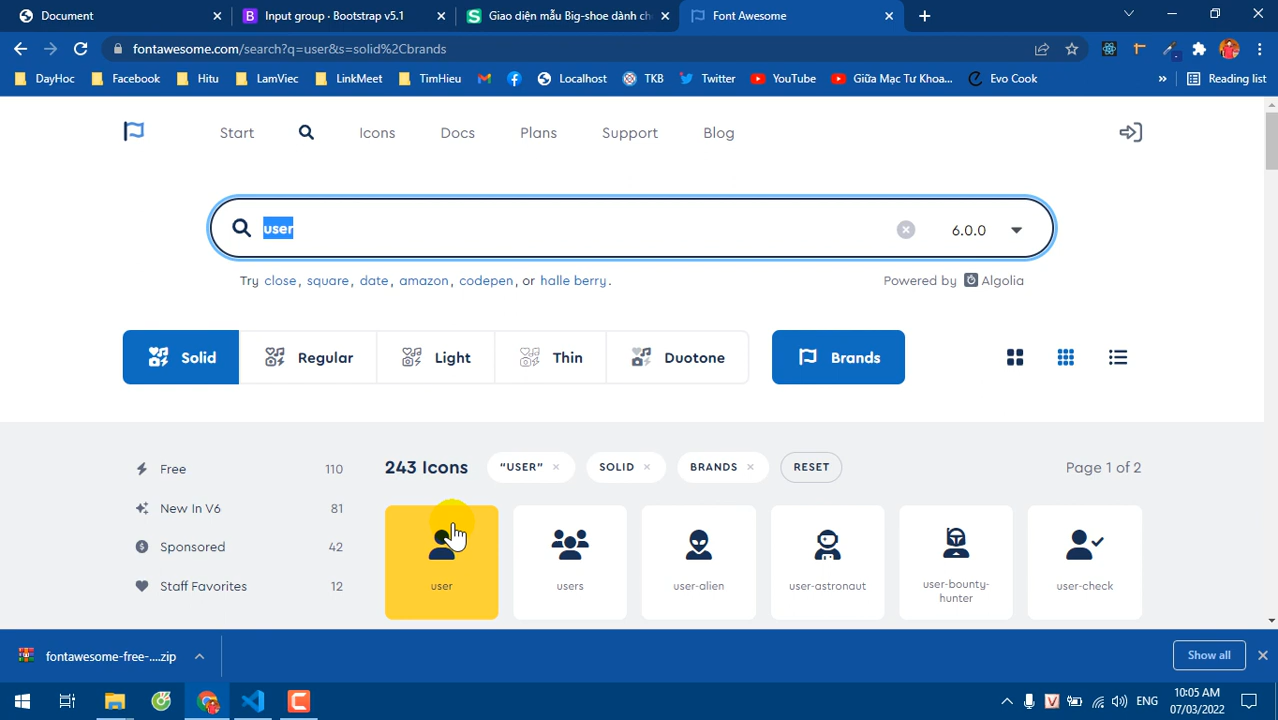 Document
Input group · Bootstrap v5.1
Giao diện mẫu Big-shoe dành ch
Font Awesome
fontawesome.com/search?q=user&s=solid%2Cbrands
DayHoc
Facebook
Hitu
LamViec
LinkMeet
TimHieu
Localhost
TKB
Twitter
YouTube
Giữa Mạc Tư Khoa...
Evo Cook
»
Reading list
Start
Icons
Docs
Plans
Support
Blog
user
6.0.0
Try close, square, date, amazon, codepen, or halle berry.
Powered by Algolia
Solid
Regular
Light
Thin
Duotone
Brands
Free 110
New In V6 81
Sponsored 42
Staff Favorites 12
243 Icons
“USER” ×
SOLID ×
BRANDS ×
RESET
Page 1 of 2
user
users
user-alien
user-astronaut
user-bounty-
hunter
user-check
fontawesome-free-....zip
Show all
ENG
10:05 AM
07/03/2022